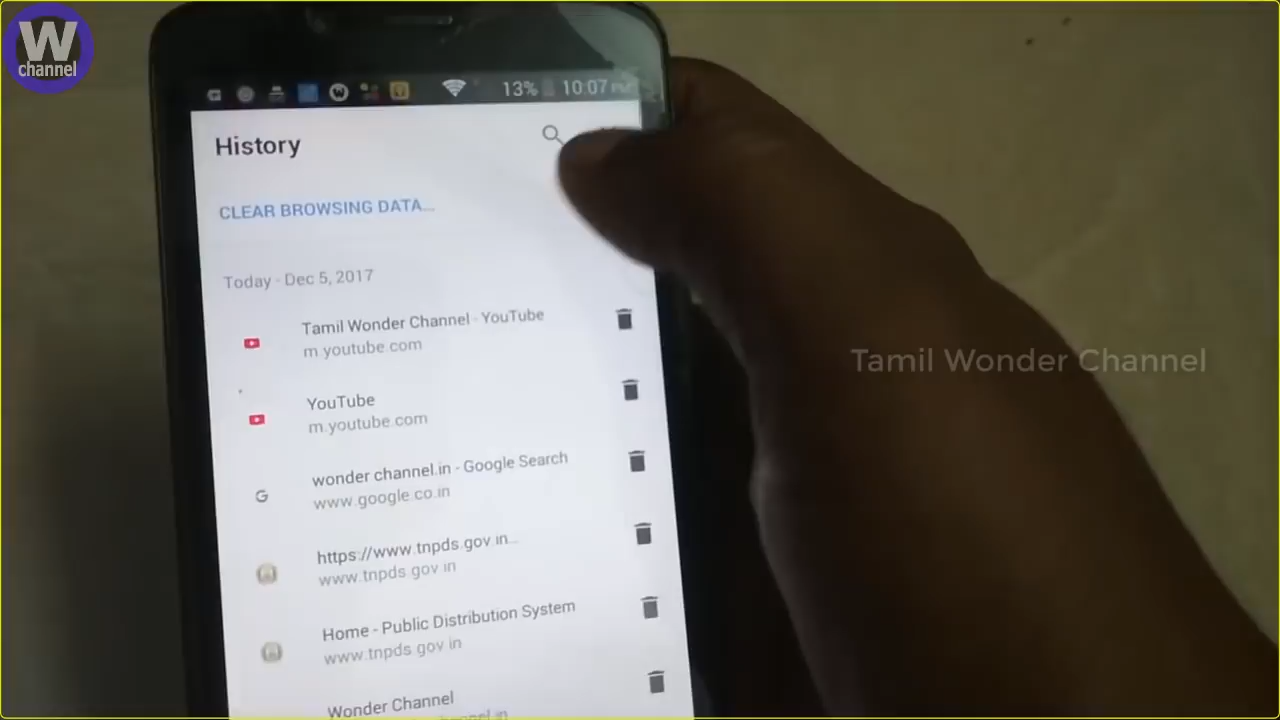 W
channel
13% 10:07 PM
History
CLEAR BROWSING DATA...
Today - Dec 5, 2017
Tamil Wonder Channel - YouTube
m.youtube.com
YouTube
m.youtube.com
wonder channel.in - Google Search
www.google.co.in
https://www.tnpds.gov.in...
www.tnpds.gov.in
Home - Public Distribution System
www.tnpds.gov.in
Wonder Channel
Tamil Wonder Channel